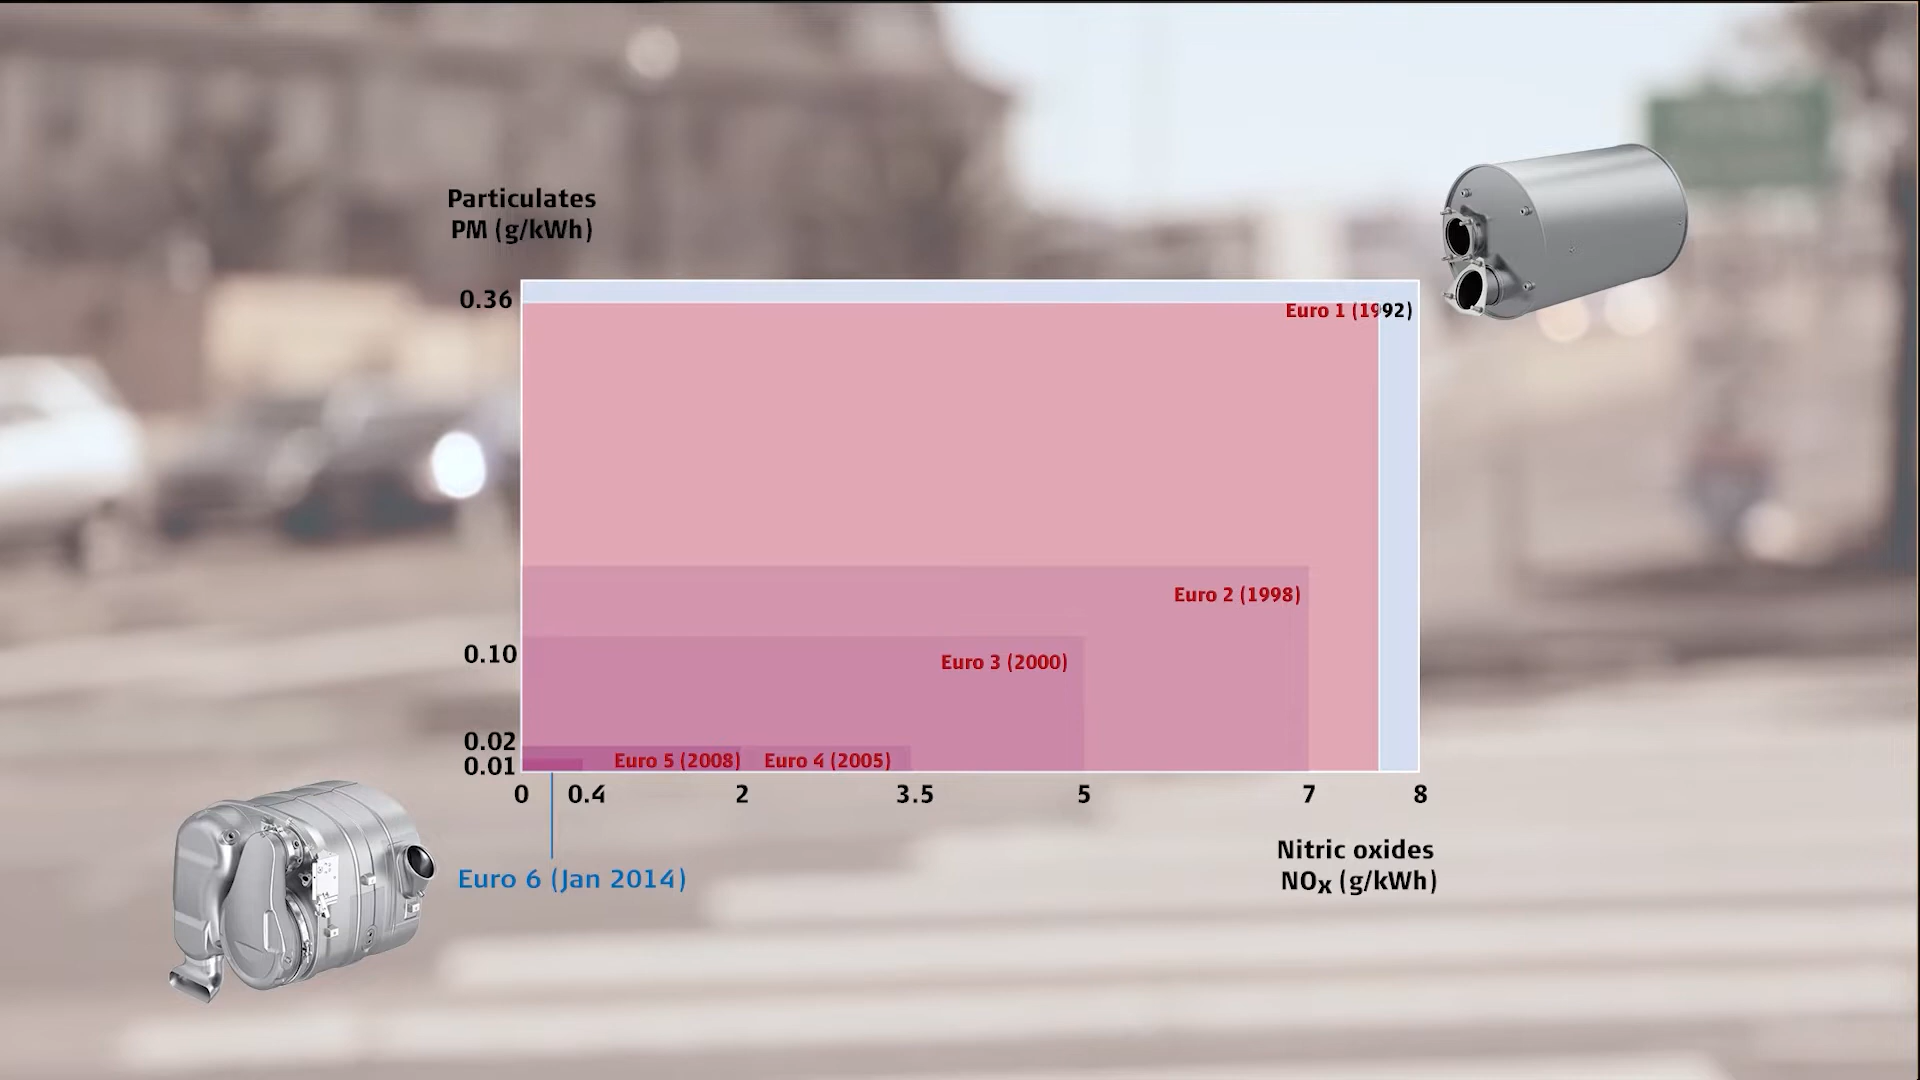 Particulates
PM (g/kWh)
0.36
Euro 1 (1992)
Euro 2 (1998)
0.10
Euro 3 (2000)
0.02
0.01
Euro 5 (2008)
Euro 4 (2005)
0
0.4
2
3.5
5
7
8
Nitric oxides
NOx (g/kWh)
Euro 6 (Jan 2014)